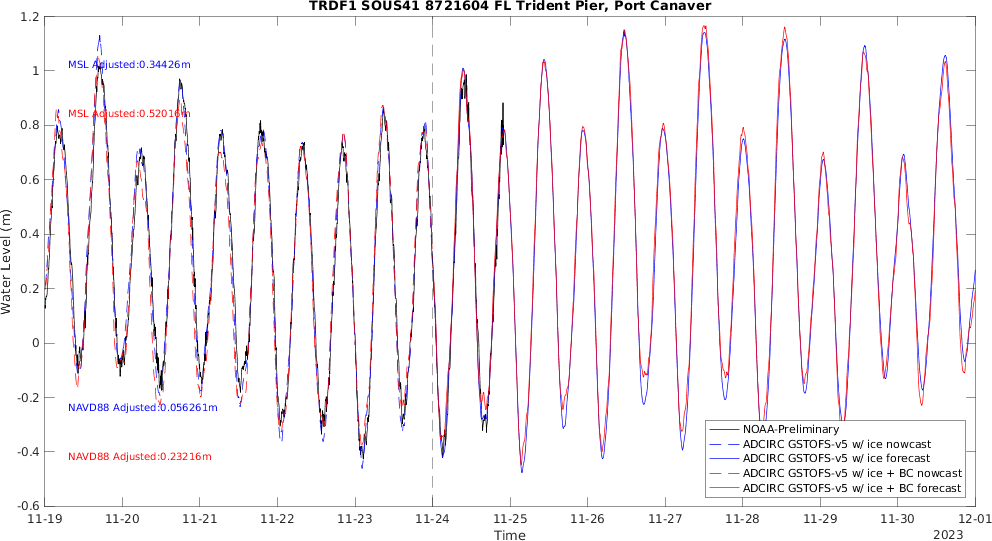 TRDF1 SOUS41 8721604 FL Trident Pier, Port Canaver
1.2
1
0.8
0.6
0.4
0.2
0
-0.2
-0.4
-0.6
Water Level (m)
MSL Adjusted:0.34426m
MSL Adjusted:0.52016m
NAVD88 Adjusted:0.056261m
NAVD88 Adjusted:0.23216m
NOAA-Preliminary
ADCIRC GSTOFS-v5 w/ ice nowcast
ADCIRC GSTOFS-v5 w/ ice forecast
ADCIRC GSTOFS-v5 w/ ice + BC nowcast
ADCIRC GSTOFS-v5 w/ ice + BC forecast
11-19 11-20 11-21 11-22 11-23 11-24 11-25 11-26 11-27 11-28 11-29 11-30 12-01
Time
2023